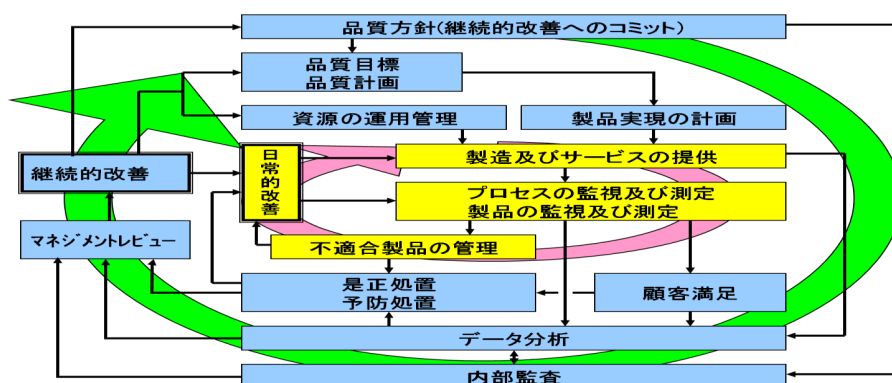 品質方針(継続的改善へのコミット)
品質目標
品質計画
資源の運用管理
製品実現の計画
継続的改善
日常的改善
製造及びサービスの提供
プロセスの監視及び測定
製品の監視及び測定
マネジメントレビュー
不適合製品の管理
是正処置
予防処置
顧客満足
データ分析
内部監査